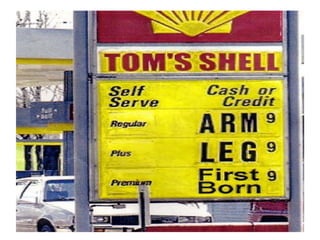 TOM'S SHELL
Self Serve Cash or Credit
Regular ARM 9
Plus LEG 9
Premium First Born 9